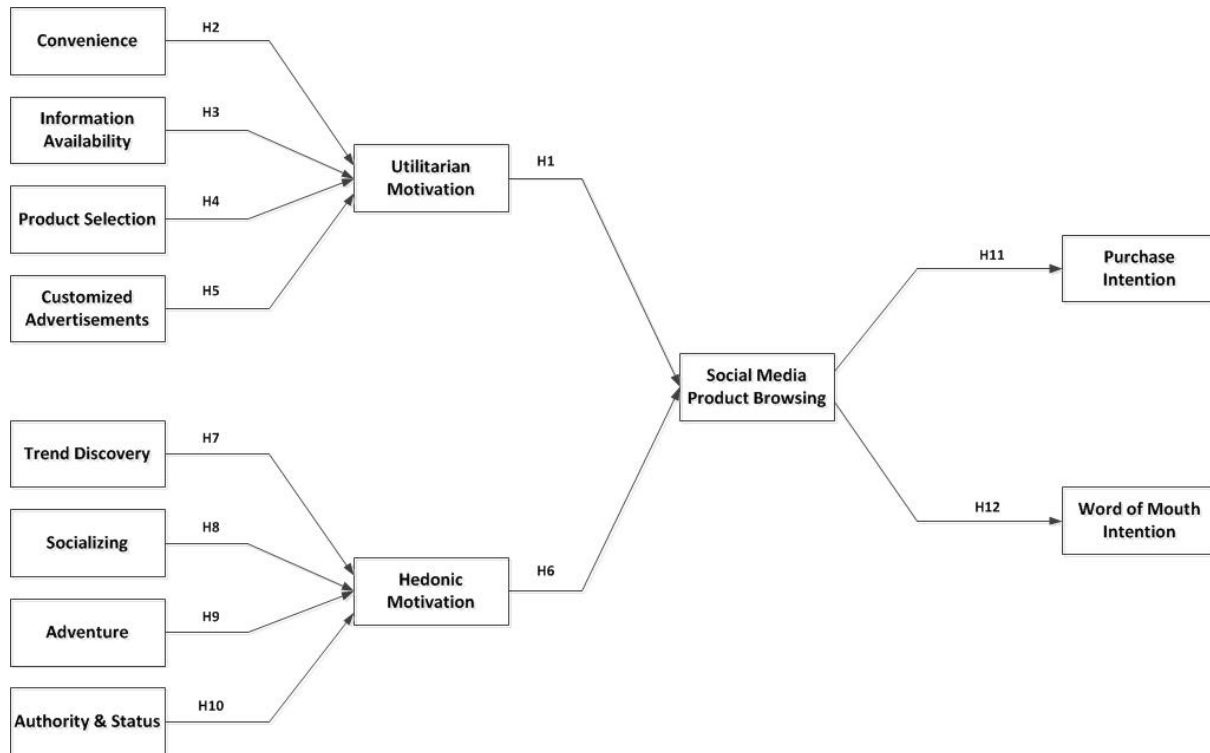 Convenience
H2
Information
Availability
H3
Product Selection
H4
Customized
Advertisements
H5
Utilitarian
Motivation
H1
Trend Discovery
H7
Socializing
H8
Adventure
H9
Authority & Status
H10
Hedonic
Motivation
H6
Social Media
Product Browsing
H11
Purchase
Intention
H12
Word of Mouth
Intention